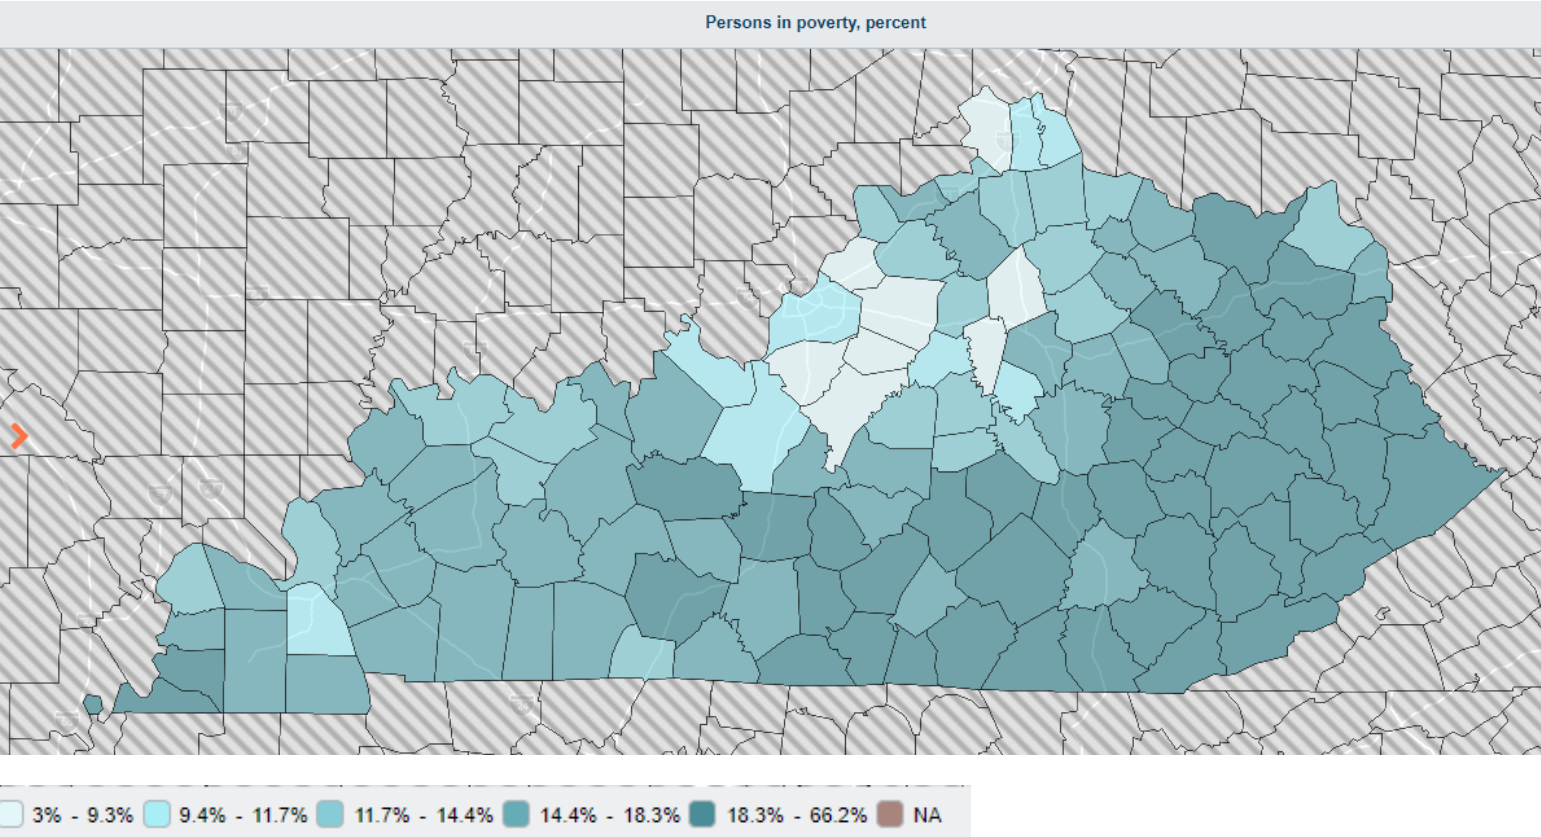 Persons in poverty, percent
3% - 9.3% 9.4% - 11.7% 11.7% - 14.4% 14.4% - 18.3% 18.3% - 66.2% NA